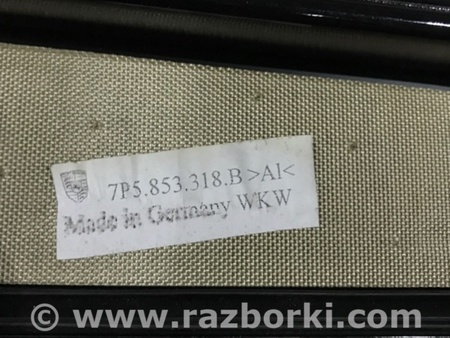 7P5.853.318.B >Al<
Made in Germany WKW
© www.razborki.com